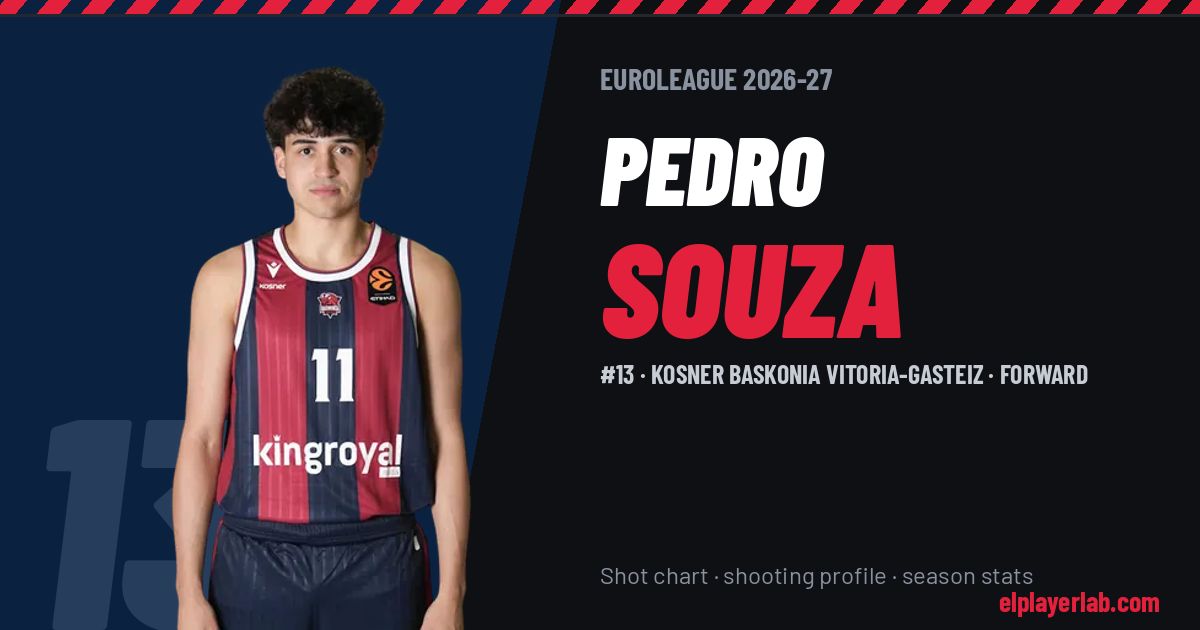 EUROLEAGUE 2026-27
PEDRO
SOUZA
#13 · KOSNER BASKONIA VITORIA-GASTEIZ · FORWARD
13
kosner
ETIHAD
11
kingroyal
Shot chart · shooting profile · season stats
elplayerlab.com